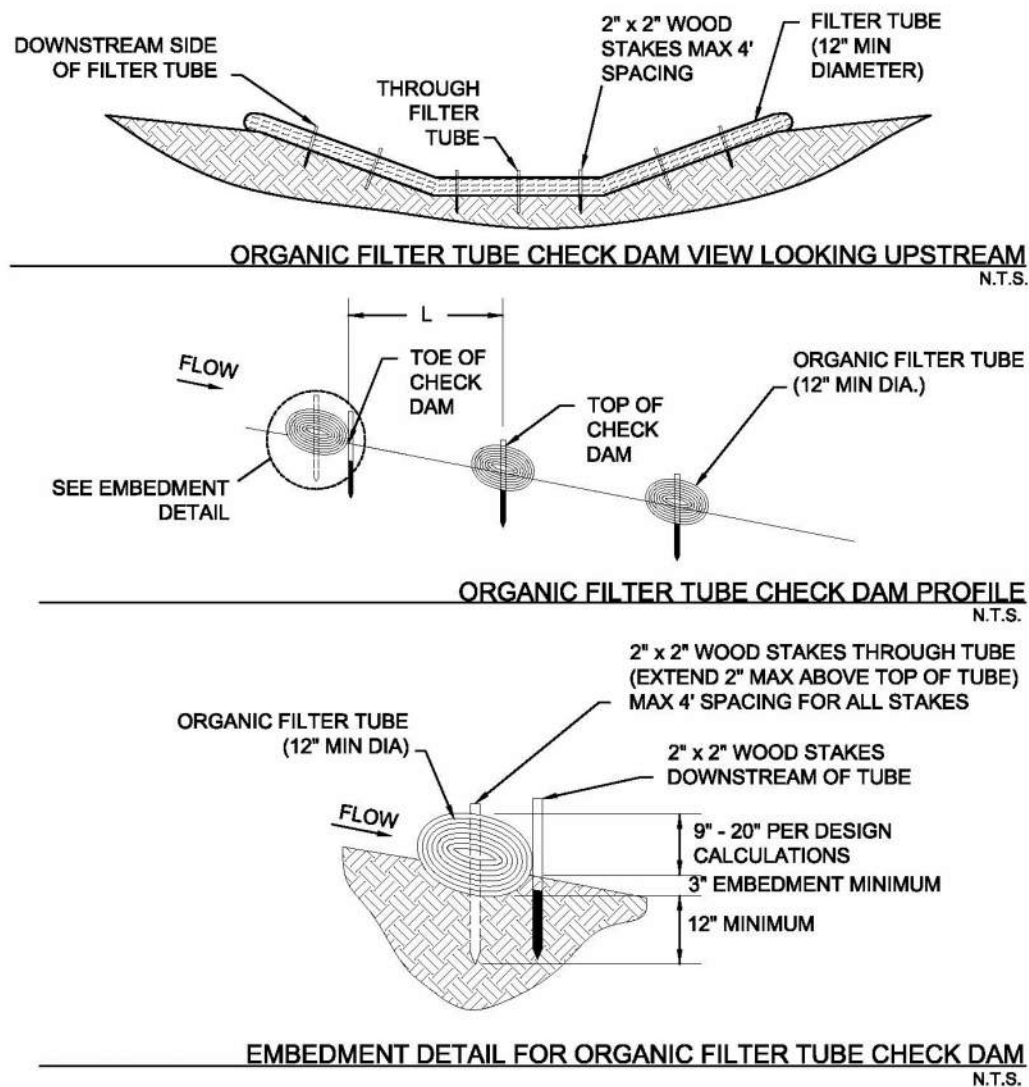 DOWNSTREAM SIDE
OF FILTER TUBE
THROUGH
FILTER
TUBE
2" x 2" WOOD
STAKES MAX 4'
SPACING
FILTER TUBE
(12" MIN
DIAMETER)
ORGANIC FILTER TUBE CHECK DAM VIEW LOOKING UPSTREAM
N.T.S.
L
FLOW
TOE OF
CHECK
DAM
TOP OF
CHECK
DAM
ORGANIC FILTER TUBE
(12" MIN DIA.)
SEE EMBEDMENT
DETAIL
ORGANIC FILTER TUBE CHECK DAM PROFILE
N.T.S.
2" x 2" WOOD STAKES THROUGH TUBE
(EXTEND 2" MAX ABOVE TOP OF TUBE)
MAX 4' SPACING FOR ALL STAKES
ORGANIC FILTER TUBE
(12" MIN DIA)
2" x 2" WOOD STAKES
DOWNSTREAM OF TUBE
FLOW
9" - 20" PER DESIGN
CALCULATIONS
3" EMBEDMENT MINIMUM
12" MINIMUM
EMBEDMENT DETAIL FOR ORGANIC FILTER TUBE CHECK DAM
N.T.S.